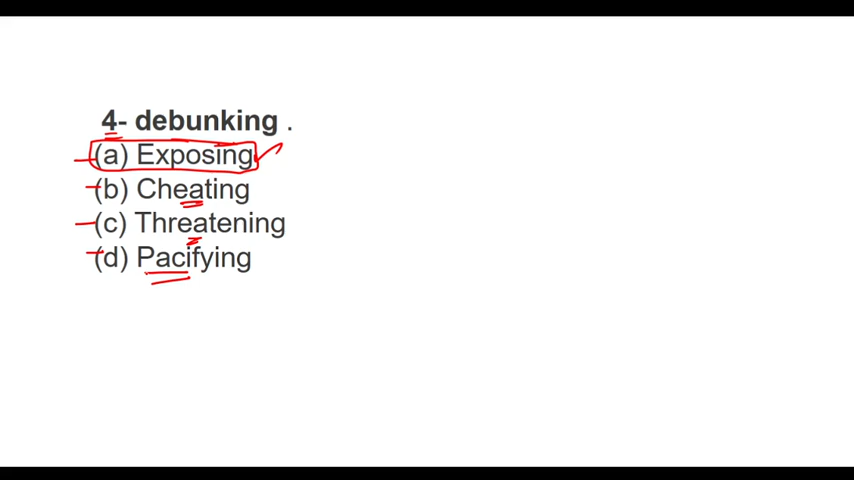 4- debunking .
(a) Exposing
(b) Cheating
(c) Threatening
(d) Pacifying